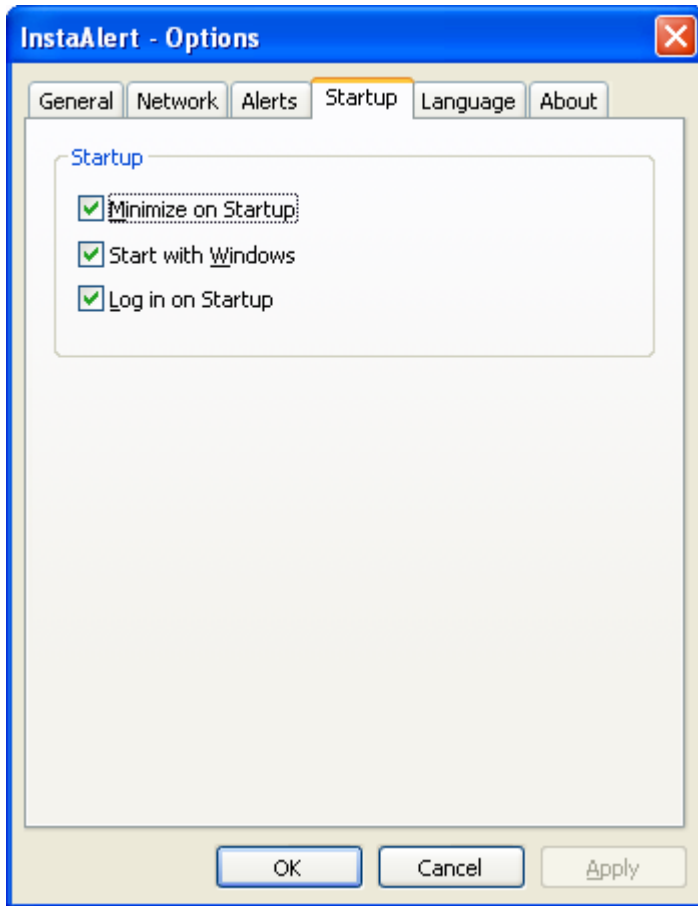 InstaAlert - Options
General Network Alerts Startup Language About
Startup
Minimize on Startup
Start with Windows
Log in on Startup
OK Cancel Apply